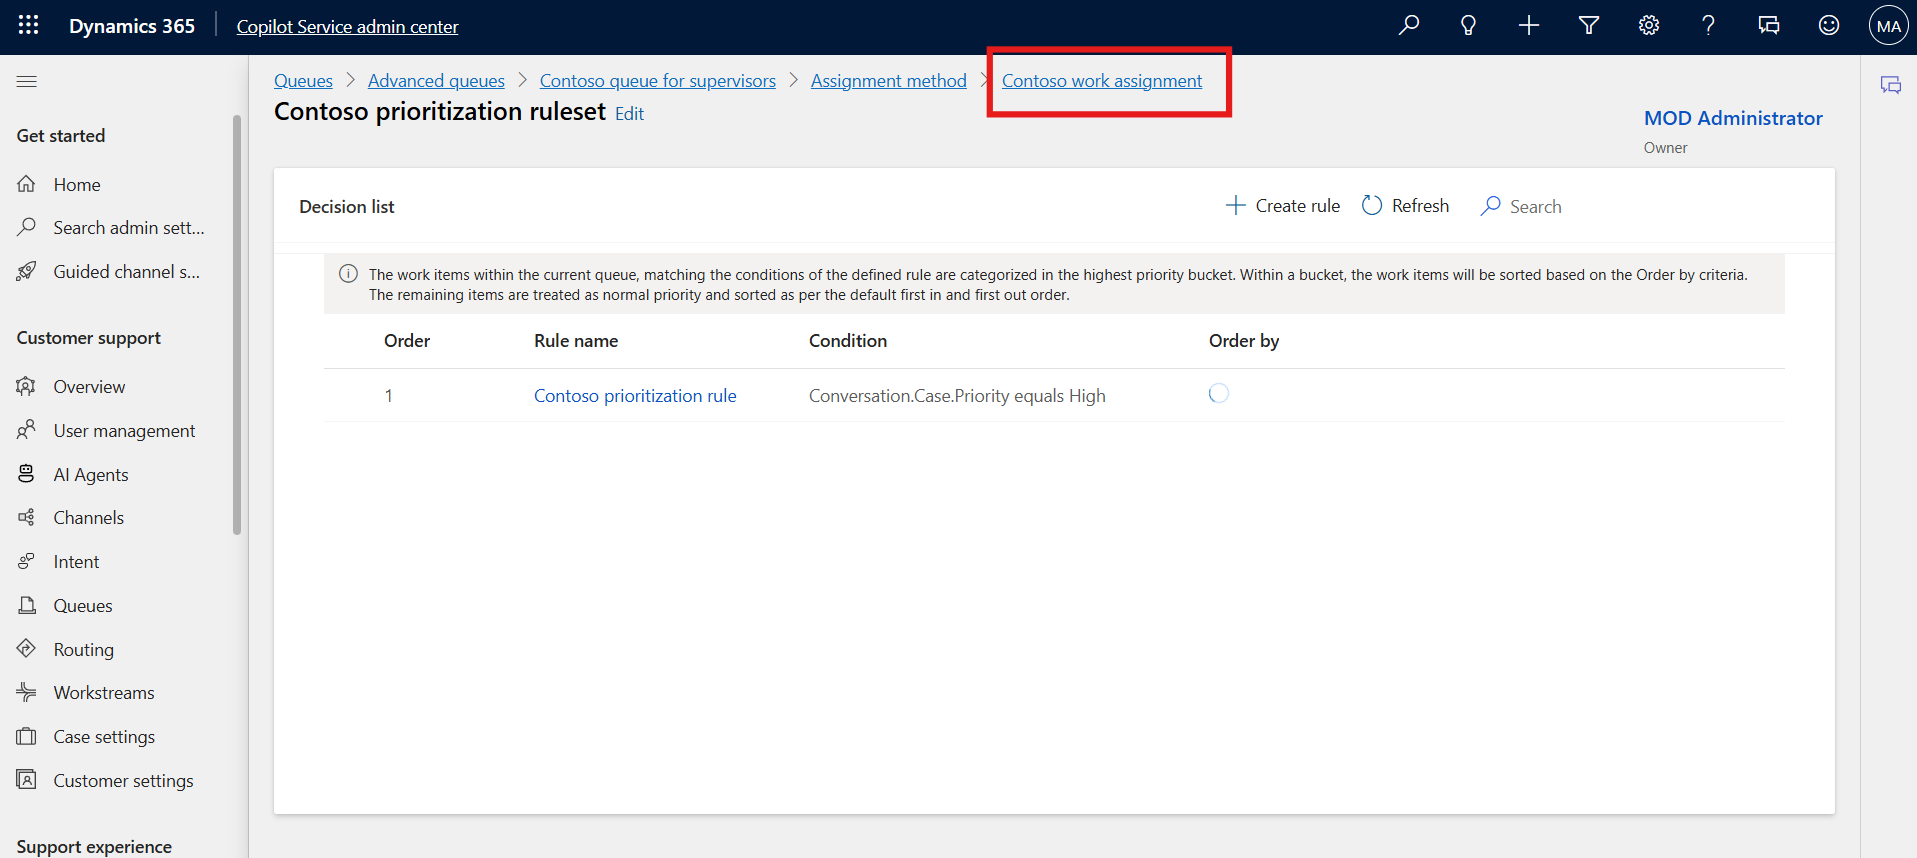 Dynamics 365
Copilot Service admin center
MA
Queues > Advanced queues > Contoso queue for supervisors > Assignment method > Contoso work assignment
Contoso prioritization ruleset Edit
MOD Administrator
Owner
Get started
Home
Search admin sett...
Guided channel s...
Customer support
Overview
User management
AI Agents
Channels
Intent
Queues
Routing
Workstreams
Case settings
Customer settings
Support experience
Decision list
Create rule
Refresh
Search
The work items within the current queue, matching the conditions of the defined rule are categorized in the highest priority bucket. Within a bucket, the work items will be sorted based on the Order by criteria.
The remaining items are treated as normal priority and sorted as per the default first in and first out order.
Order Rule name Condition Order by
1 Contoso prioritization rule Conversation.Case.Priority equals High